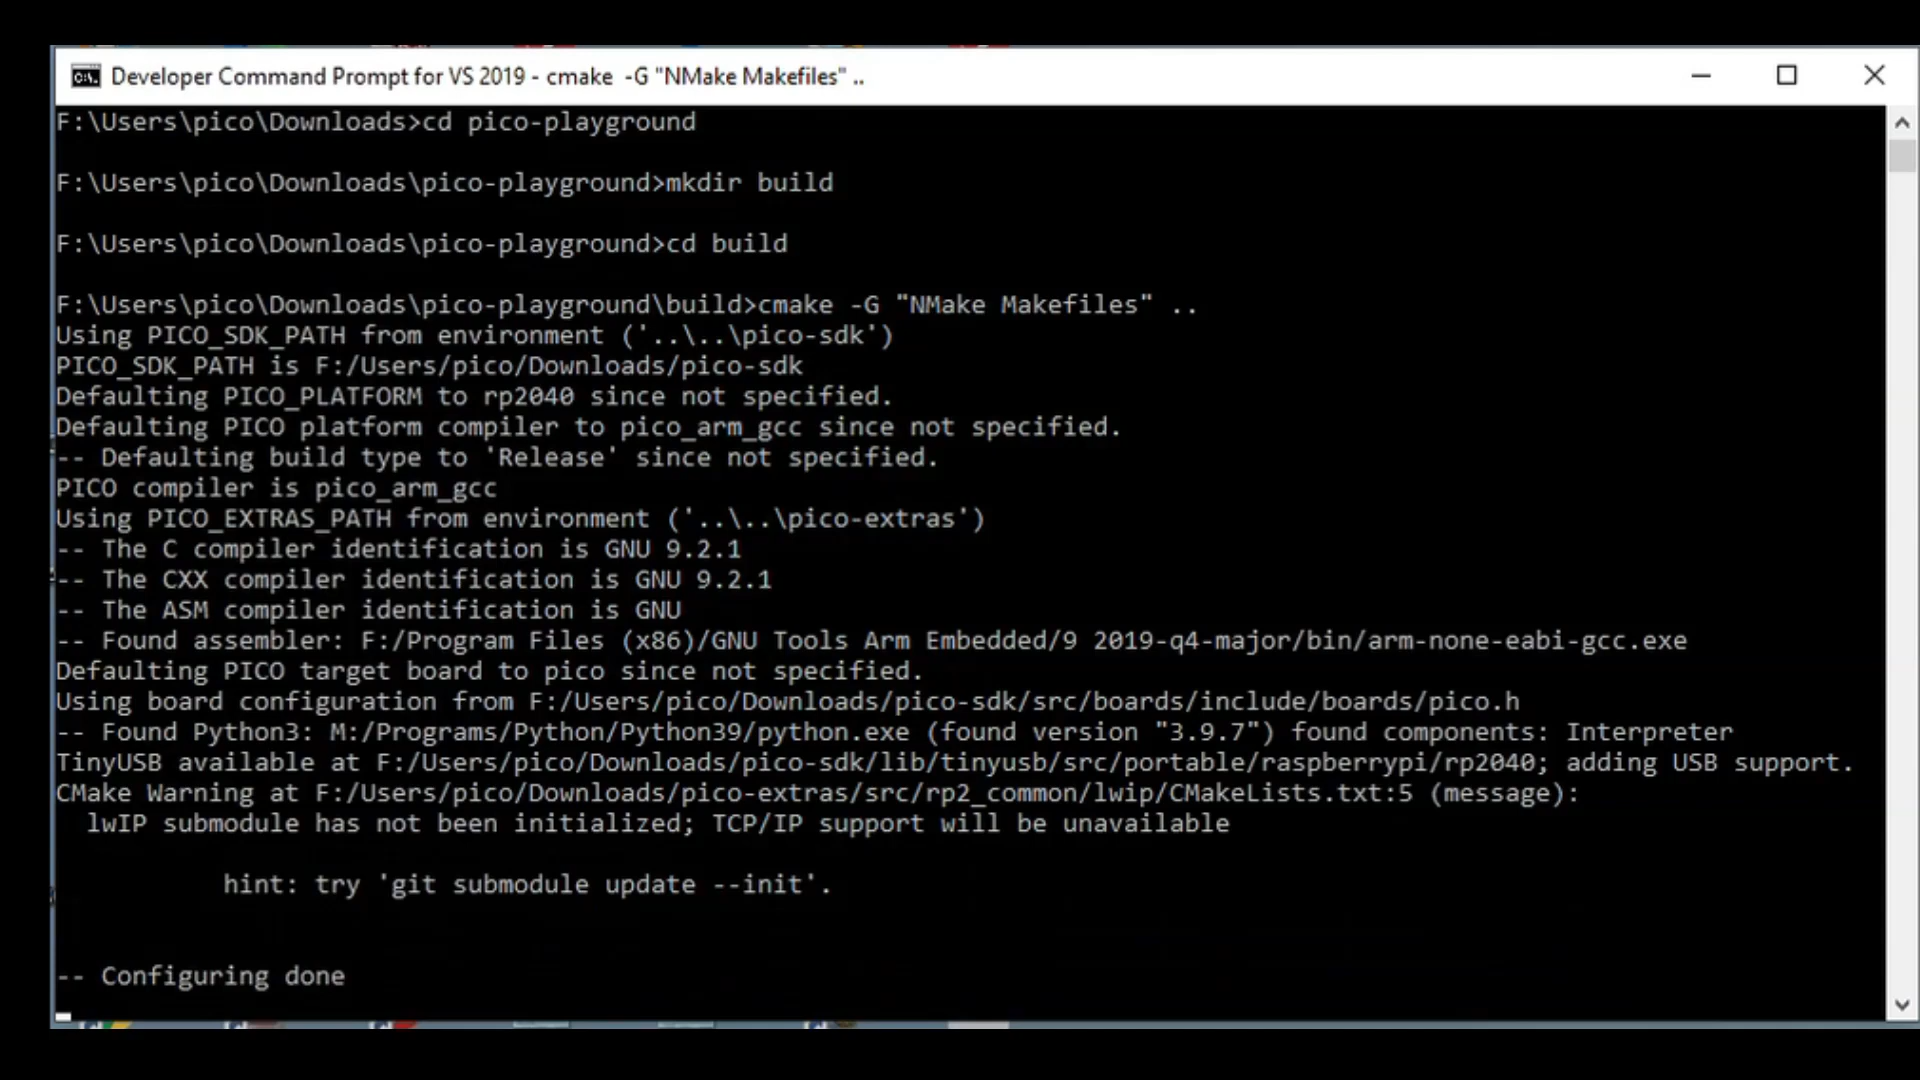 Developer Command Prompt for VS 2019 - cmake  -G "NMake Makefiles" ..
F:\Users\pico\Downloads>cd pico-playground
F:\Users\pico\Downloads\pico-playground>mkdir build
F:\Users\pico\Downloads\pico-playground>cd build
F:\Users\pico\Downloads\pico-playground\build>cmake -G "NMake Makefiles" ..
Using PICO_SDK_PATH from environment ('..\..\pico-sdk')
PICO_SDK_PATH is F:/Users/pico/Downloads/pico-sdk
Defaulting PICO_PLATFORM to rp2040 since not specified.
Defaulting PICO platform compiler to pico_arm_gcc since not specified.
-- Defaulting build type to 'Release' since not specified.
PICO compiler is pico_arm_gcc
Using PICO_EXTRAS_PATH from environment ('..\..\pico-extras')
-- The C compiler identification is GNU 9.2.1
-- The CXX compiler identification is GNU 9.2.1
-- The ASM compiler identification is GNU
-- Found assembler: F:/Program Files (x86)/GNU Tools Arm Embedded/9 2019-q4-major/bin/arm-none-eabi-gcc.exe
Defaulting PICO target board to pico since not specified.
Using board configuration from F:/Users/pico/Downloads/pico-sdk/src/boards/include/boards/pico.h
-- Found Python3: M:/Programs/Python/Python39/python.exe (found version "3.9.7") found components: Interpreter
TinyUSB available at F:/Users/pico/Downloads/pico-sdk/lib/tinyusb/src/portable/raspberrypi/rp2040; adding USB support.
CMake Warning at F:/Users/pico/Downloads/pico-extras/src/rp2_common/lwip/CMakeLists.txt:5 (message):
  lwIP submodule has not been initialized; TCP/IP support will be unavailable
           hint: try 'git submodule update --init'.
-- Configuring done